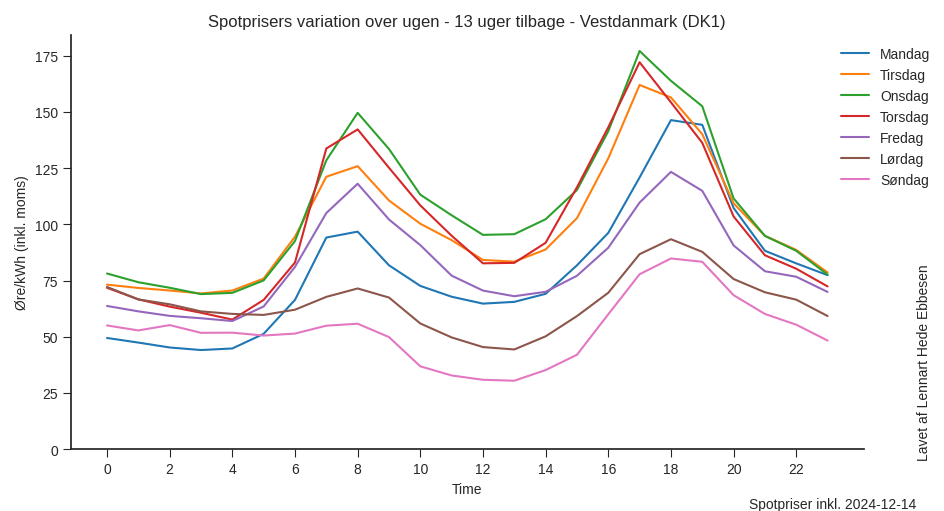 Spotprisers variation over ugen - 13 uger tilbage - Vestdanmark (DK1)
Øre/kWh (inkl. moms)
175
150
125
100
75
50
25
0
0 2 4 6 8 10 12 14 16 18 20 22
Time
Mandag
Tirsdag
Onsdag
Torsdag
Fredag
Lørdag
Søndag
Lavet af Lennart Hede Ebbesen
Spotpriser inkl. 2024-12-14